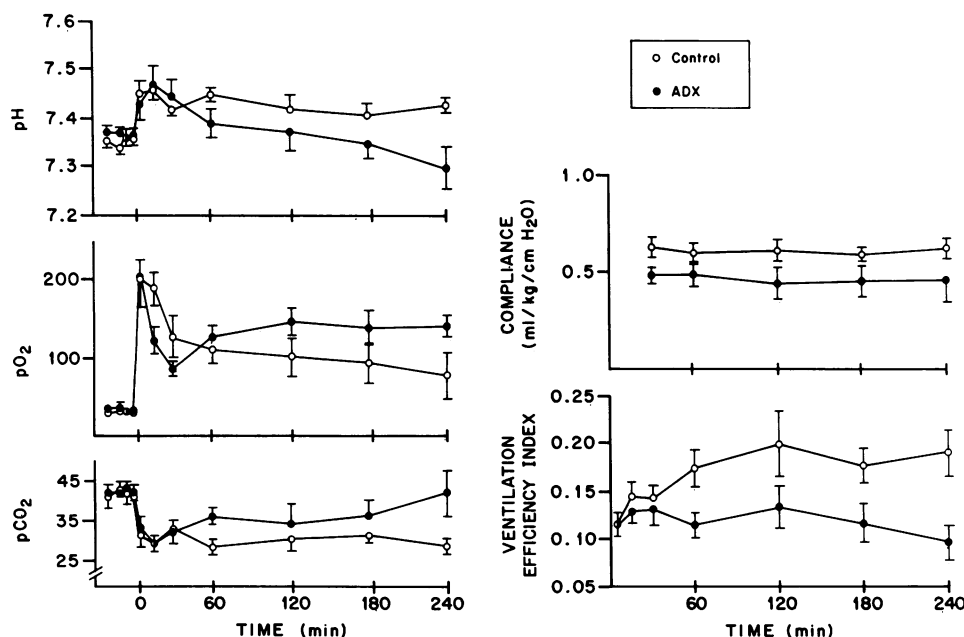 7.6
7.5
7.4
7.3
7.2
pH
200
100
pO₂
45
35
25
pCO₂
0 60 120 180 240
TIME (min)
Control
ADX
1.0
0.5
COMPLIANCE
(ml/kg/cm H₂O)
0.25
0.20
0.15
0.10
0.05
VENTILATION
EFFICIENCY INDEX
60 120 180 240
TIME (min)